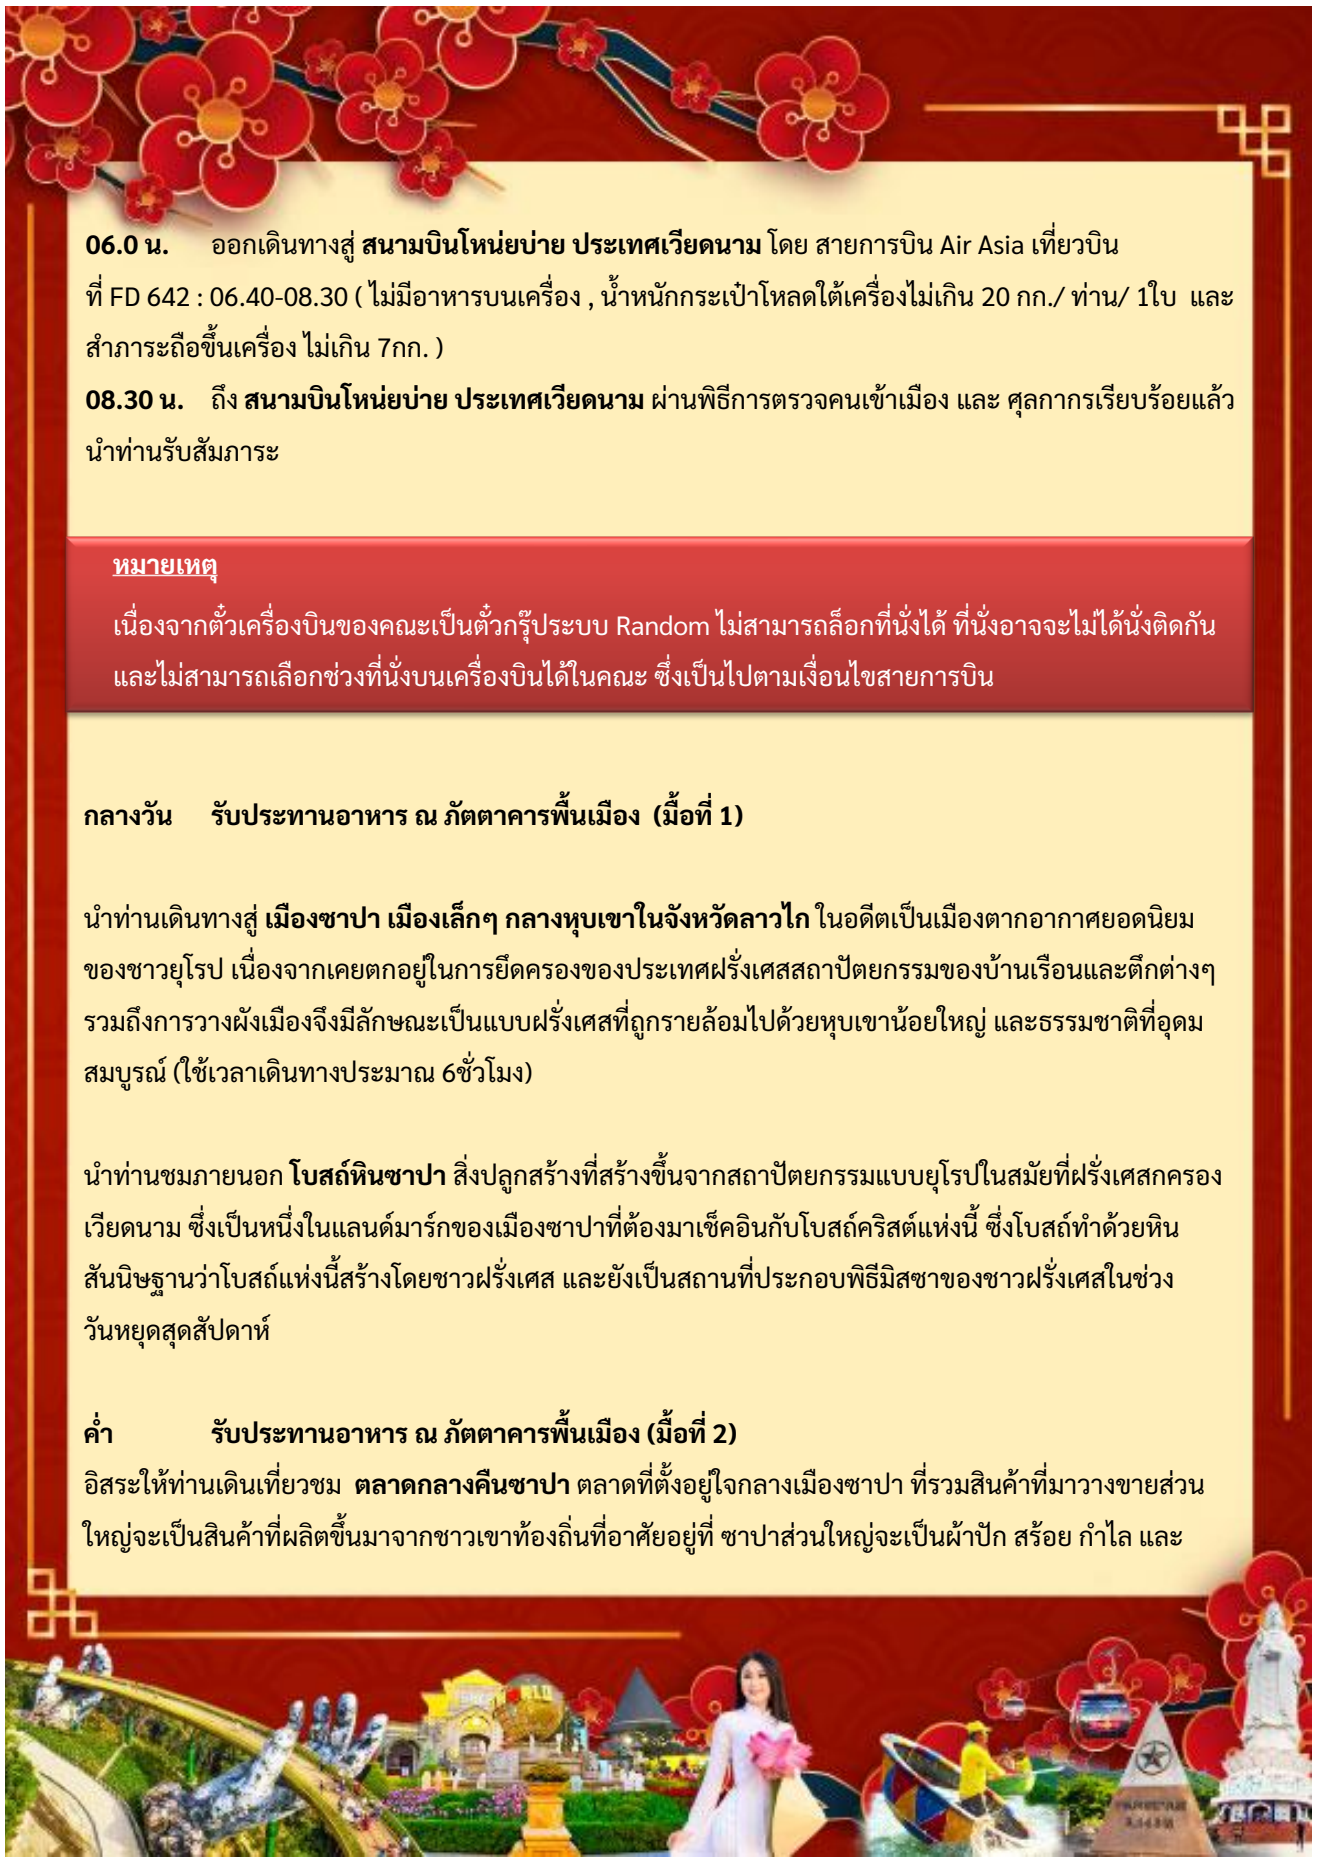 06.0 น. ออกเดินทางสู่ สนามบินโหน่ยบ่าย ประเทศเวียดนาม โดย สายการบิน Air Asia เที่ยวบิน
ที่ FD 642 : 06.40-08.30 ( ไม่มีอาหารบนเครื่อง , น้ำหนักกระเป๋าโหลดใต้เครื่องไม่เกิน 20 กก./ ท่าน/ 1ใบ และ
สำภาระถือขึ้นเครื่อง ไม่เกิน 7กก. )
08.30 น. ถึง สนามบินโหน่ยบ่าย ประเทศเวียดนาม ผ่านพิธีการตรวจคนเข้าเมือง และ ศุลกากรเรียบร้อยแล้ว
นำท่านรับสัมภาระ
หมายเหตุ
เนื่องจากตั๋วเครื่องบินของคณะเป็นตั๋วกรุ๊ประบบ Random ไม่สามารถล็อกที่นั่งได้ ที่นั่งอาจจะไม่ได้นั่งติดกัน
และไม่สามารถเลือกช่วงที่นั่งบนเครื่องบินได้ในคณะ ซึ่งเป็นไปตามเงื่อนไขสายการบิน
กลางวัน รับประทานอาหาร ณ ภัตตาคารพื้นเมือง (มื้อที่ 1)
นำท่านเดินทางสู่ เมืองซาปา เมืองเล็กๆ กลางหุบเขาในจังหวัดลาวไก ในอดีตเป็นเมืองตากอากาศยอดนิยม
ของชาวยุโรป เนื่องจากเคยตกอยู่ในการยึดครองของประเทศฝรั่งเศสสถาปัตยกรรมของบ้านเรือนและตึกต่างๆ
รวมถึงการวางผังเมืองจึงมีลักษณะเป็นแบบฝรั่งเศสที่ถูกรายล้อมไปด้วยหุบเขาน้อยใหญ่ และธรรมชาติที่อุดม
สมบูรณ์ (ใช้เวลาเดินทางประมาณ 6ชั่วโมง)
นำท่านชมภายนอก โบสถ์หินซาปา สิ่งปลูกสร้างที่สร้างขึ้นจากสถาปัตยกรรมแบบยุโรปในสมัยที่ฝรั่งเศสกครอง
เวียดนาม ซึ่งเป็นหนึ่งในแลนด์มาร์กของเมืองซาปาที่ต้องมาเช็คอินกับโบสถ์คริสต์แห่งนี้ ซึ่งโบสถ์ทำด้วยหิน
สันนิษฐานว่าโบสถ์แห่งนี้สร้างโดยชาวฝรั่งเศส และยังเป็นสถานที่ประกอบพิธีมิสซาของชาวฝรั่งเศสในช่วง
วันหยุดสุดสัปดาห์
ค่ำ รับประทานอาหาร ณ ภัตตาคารพื้นเมือง (มื้อที่ 2)
อิสระให้ท่านเดินเที่ยวชม ตลาดกลางคืนซาปา ตลาดที่ตั้งอยู่ใจกลางเมืองซาปา ที่รวมสินค้าที่มาวางขายส่วน
ใหญ่จะเป็นสินค้าที่ผลิตขึ้นมาจากชาวเขาท้องถิ่นที่อาศัยอยู่ที่ ซาปาส่วนใหญ่จะเป็นผ้าปัก สร้อย กำไล และ